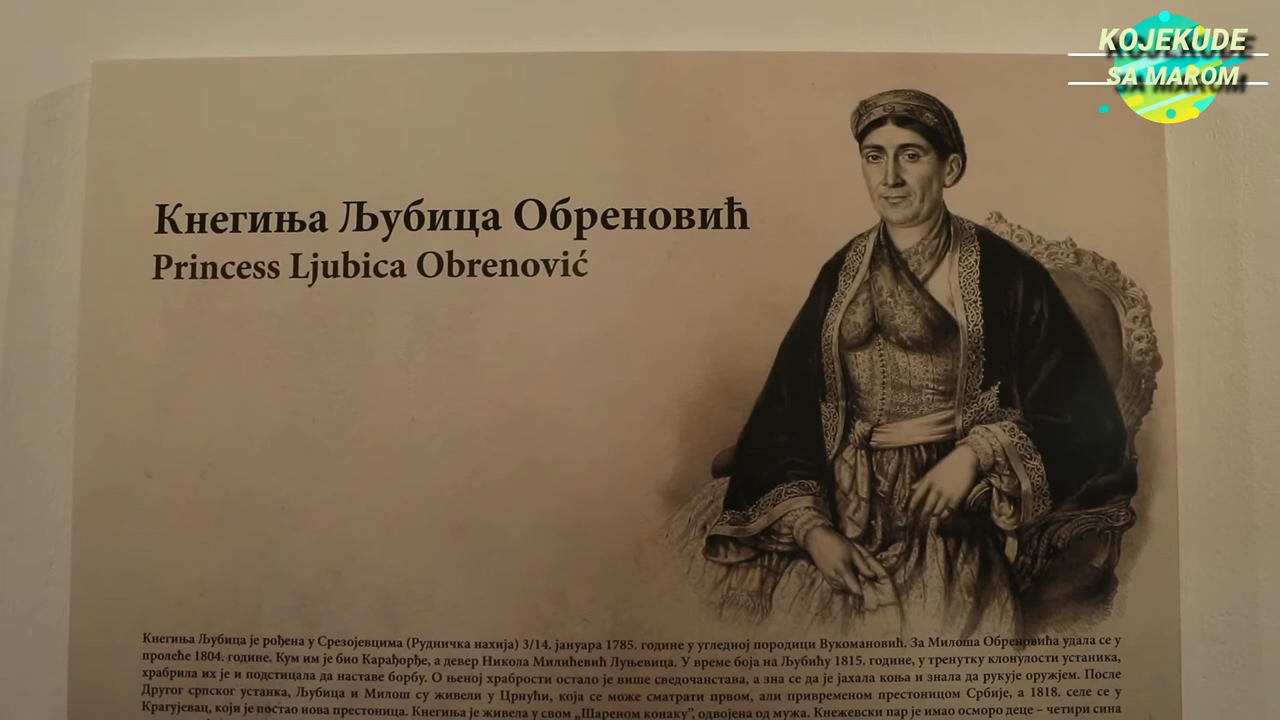 KOJEKUDE
SA MAROM
Кнегиња Љубица Обреновић
Princess Ljubica Obrenović
Кнегиња Љубица је рођена у Срезојевцима (Рудничка нахија) 3/14. јануара 1785. године у угледној породици Вукомановић. За Милоша Обреновића удала се у
пролеће 1804. године. Кум им је био Карађорђе, а девер Никола Милићевић Луњевица. У време боја на Љубићу 1815. године, у тренутку клонулости устаника,
храбрила их је и подстицала да наставе борбу. О њеној храбрости остало је више сведочанстава, а зна се да је јахала коња и знала да рукује оружјем. После
Другог српског устанка, Љубица и Милош су живели у Црнући, која се може сматрати првом, али привременом престоницом Србије, а 1818. селе се у
Крагујевац, који је постао нова престоница. Кнегиња је живела у свом „Шареном конаку”, одвојена од мужа. Кнежевски пар је имао осморо деце – четири сина